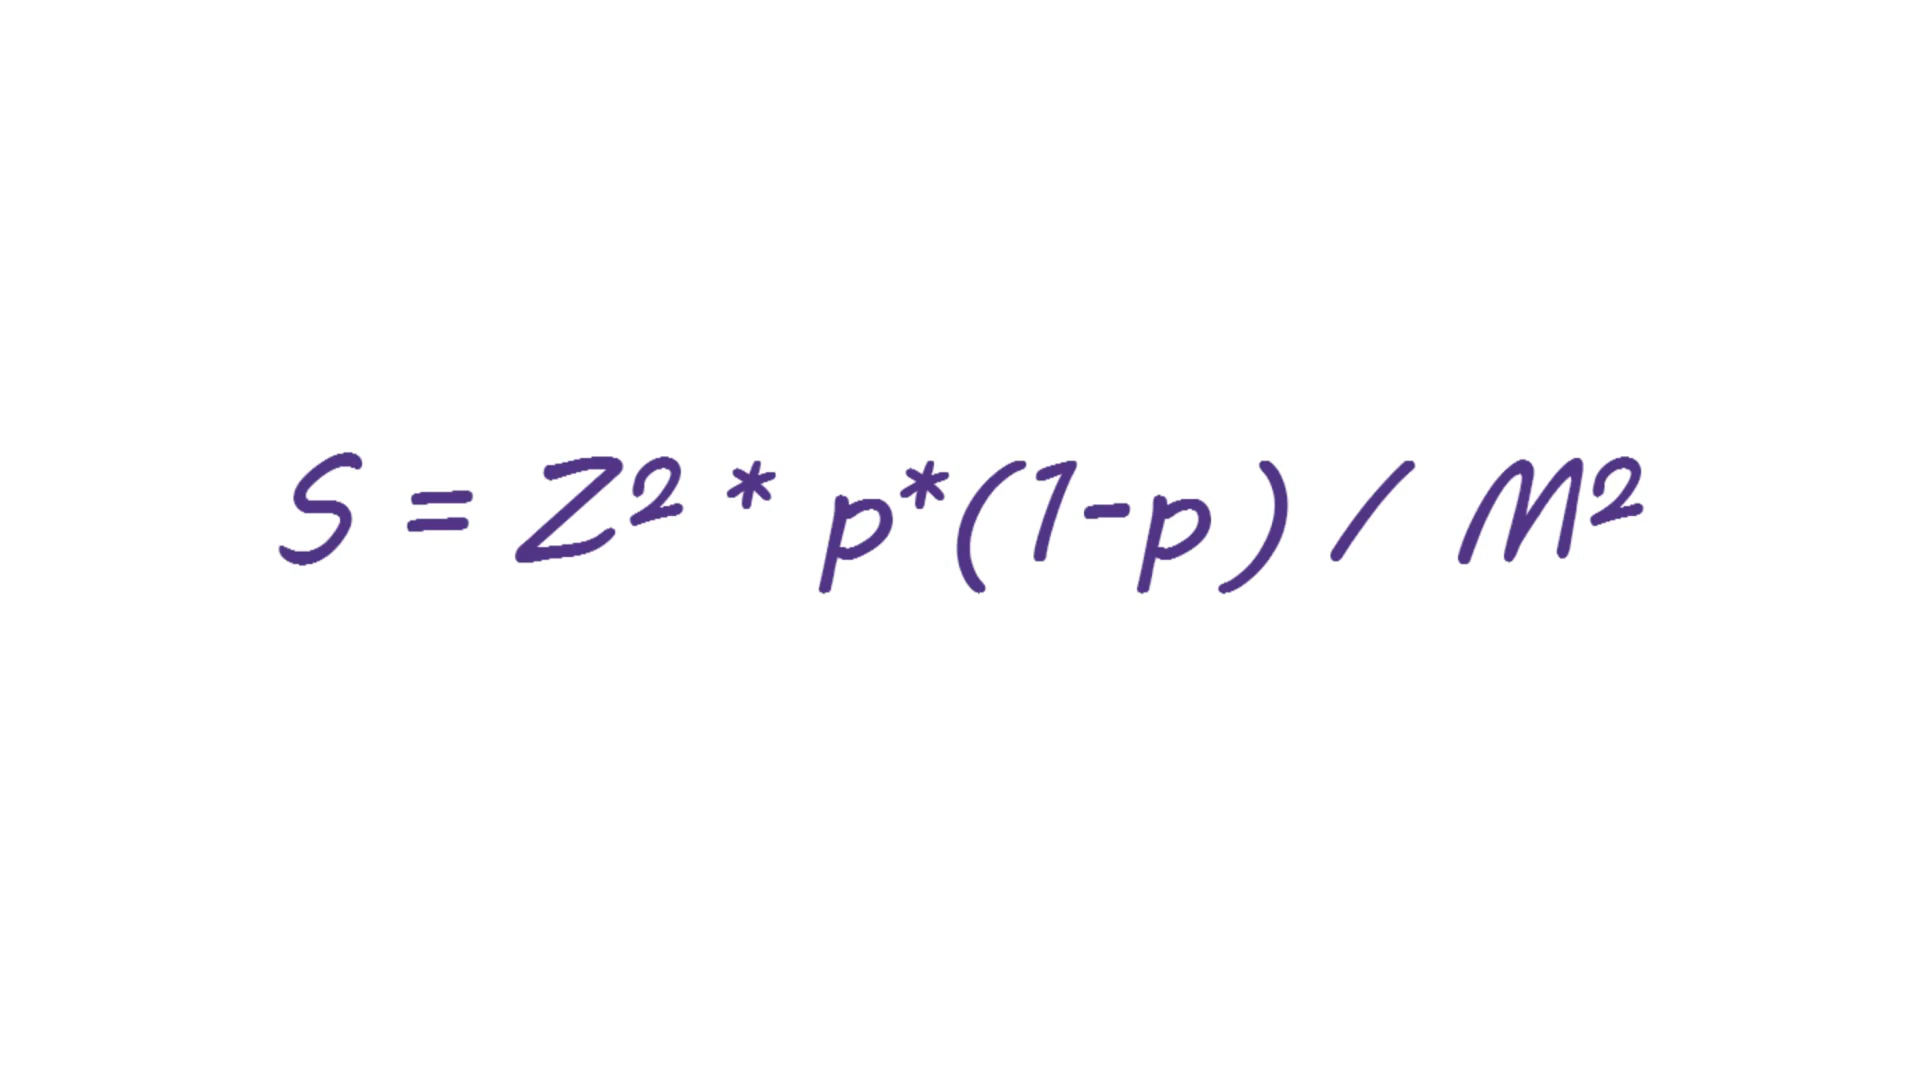 S = Z² * p*(1-p) / M²